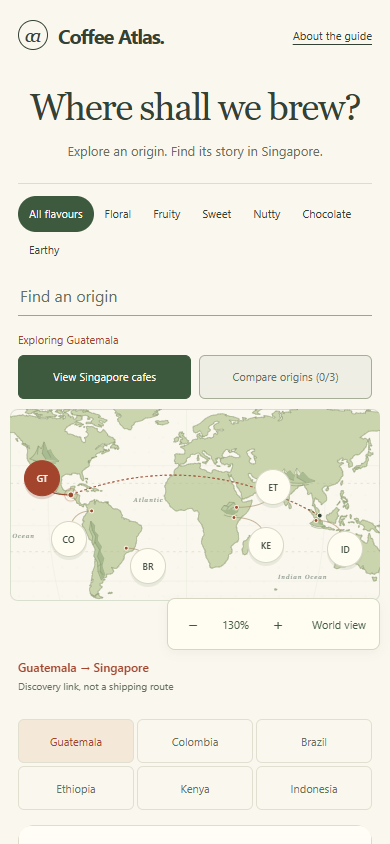 œ Coffee Atlas. About the guide
Where shall we brew?
Explore an origin. Find its story in Singapore.
All flavours Floral Fruity Sweet Nutty Chocolate
Earthy
Find an origin
Exploring Guatemala
View Singapore cafes Compare origins (0/3)
GT
ET
Atlantic
Ocean
CO
KE
ID
BR
Indian Ocean
− 130% + World view
Guatemala → Singapore
Discovery link, not a shipping route
Guatemala Colombia Brazil
Ethiopia Kenya Indonesia